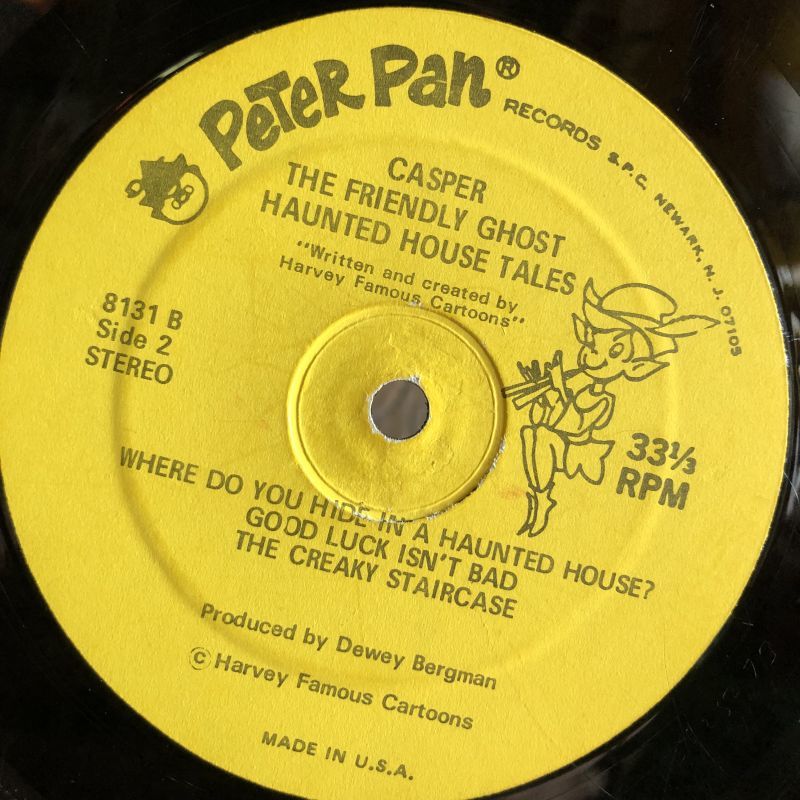 Peter Pan® RECORDS & P.C. NEWARK, N. J. 07105
CASPER
THE FRIENDLY GHOST
HAUNTED HOUSE TALES
"Written and created by
Harvey Famous Cartoons"
8131 B
Side 2
STEREO
33⅓
RPM
WHERE DO YOU HIDE IN A HAUNTED HOUSE?
GOOD LUCK ISN'T BAD
THE CREAKY STAIRCASE
Produced by Dewey Bergman
© Harvey Famous Cartoons
MADE IN U.S.A.